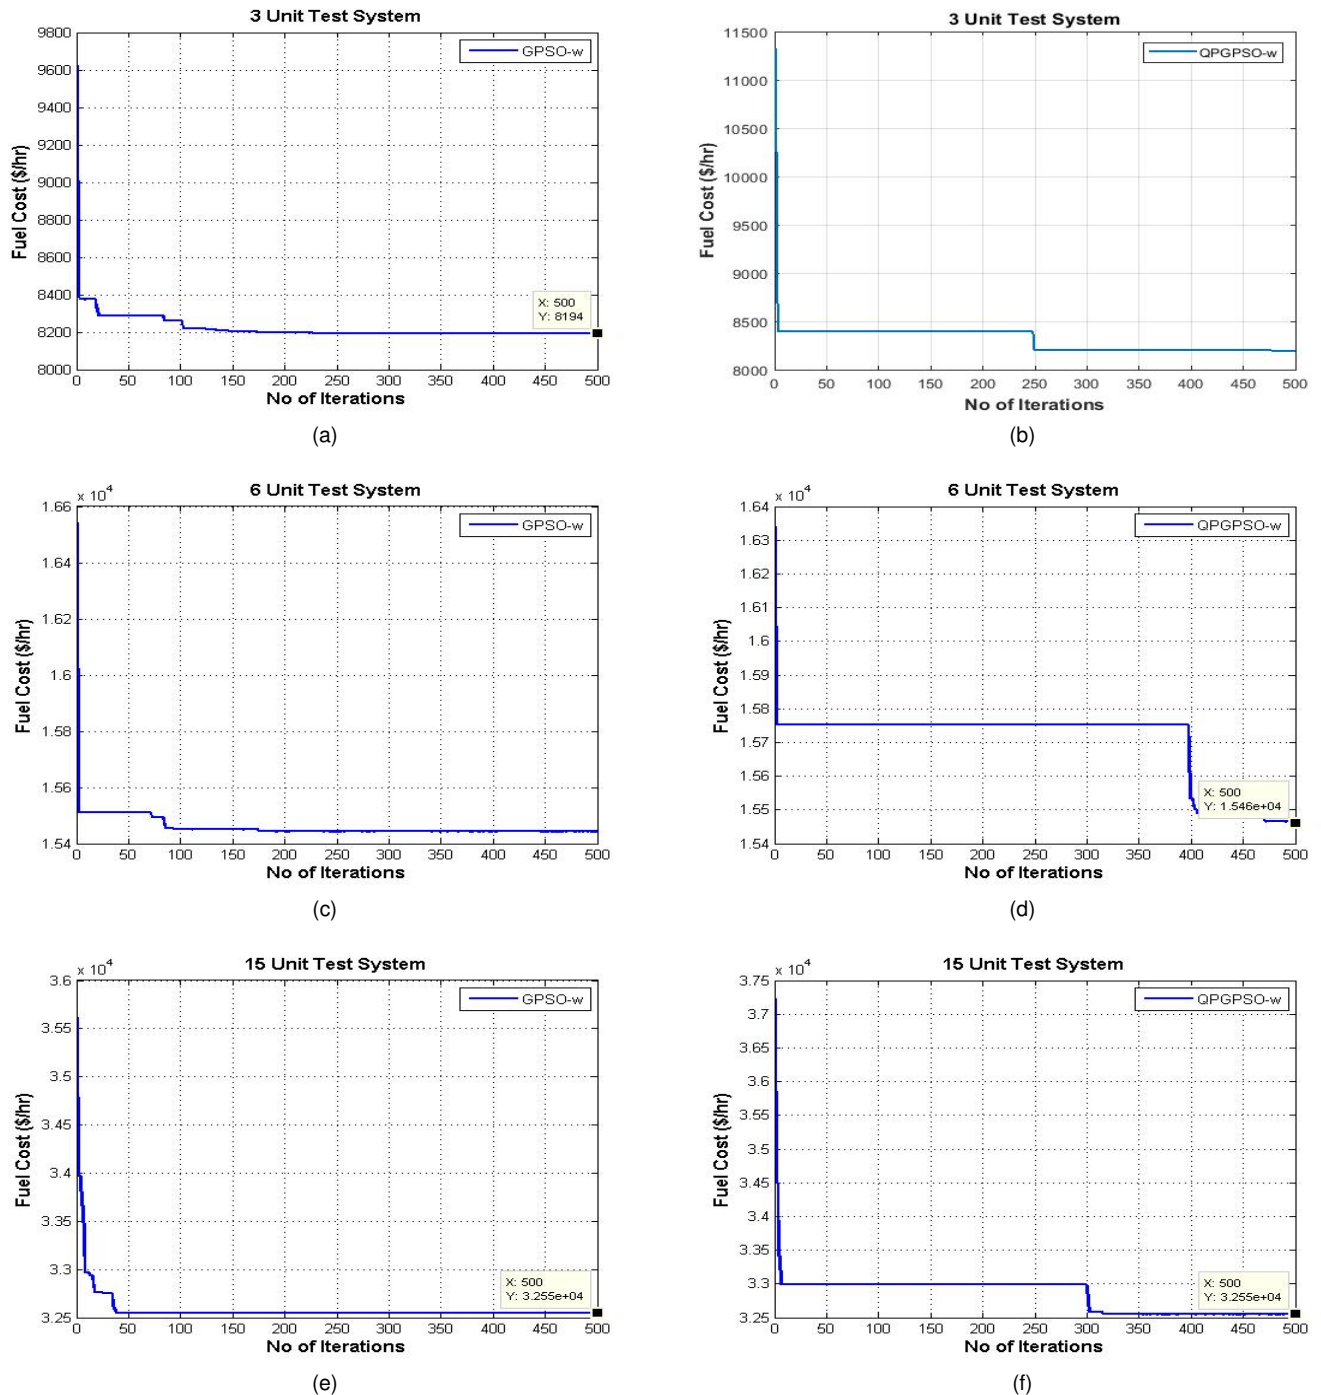 3 Unit Test System
GPSO-w
9800
9600
9400
9200
9000
8800
8600
8400
8200
8000
Fuel Cost ($/hr)
X: 500
Y: 8194
0 50 100 150 200 250 300 350 400 450 500
No of Iterations
(a)
3 Unit Test System
QPGPSO-w
11500
11000
10500
10000
9500
9000
8500
8000
Fuel Cost ($/hr)
0 50 100 150 200 250 300 350 400 450 500
No of Iterations
(b)
6 Unit Test System
x 10^4
GPSO-w
1.66
1.64
1.62
1.6
1.58
1.56
1.54
Fuel Cost ($/hr)
0 50 100 150 200 250 300 350 400 450 500
No of Iterations
(c)
6 Unit Test System
x 10^4
QPGPSO-w
1.64
1.63
1.62
1.61
1.6
1.59
1.58
1.57
1.56
1.55
1.54
Fuel Cost ($/hr)
X: 500
Y: 1.546e+04
0 50 100 150 200 250 300 350 400 450 500
No of Iterations
(d)
15 Unit Test System
x 10^4
GPSO-w
3.6
3.55
3.5
3.45
3.4
3.35
3.3
3.25
Fuel Cost ($/hr)
X: 500
Y: 3.255e+04
0 50 100 150 200 250 300 350 400 450 500
No of Iterations
(e)
15 Unit Test System
x 10^4
QPGPSO-w
3.75
3.7
3.65
3.6
3.55
3.5
3.45
3.4
3.35
3.3
3.25
Fuel Cost ($/hr)
X: 500
Y: 3.255e+04
0 50 100 150 200 250 300 350 400 450 500
No of Iterations
(f)